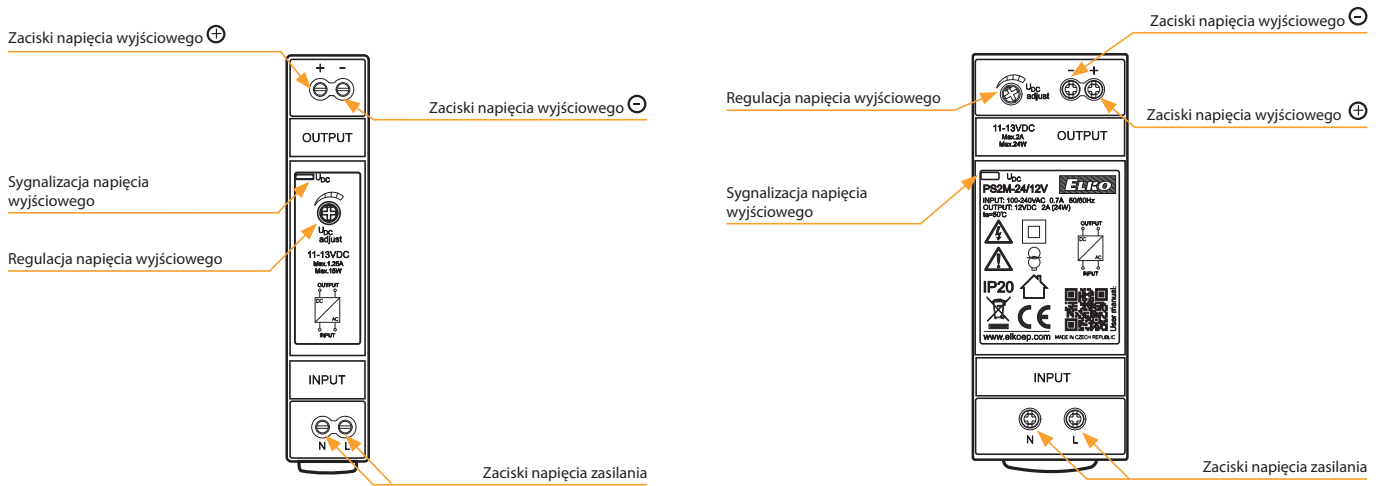 Zaciski napięcia wyjściowego ⊕
+ -
Zaciski napięcia wyjściowego ⊖
OUTPUT
Sygnalizacja napięcia
wyjściowego
UDC
UDC
adjust
Regulacja napięcia wyjściowego
11-13VDC
Max.1.25A
Max.15W
OUTPUT
DC
AC
INPUT
INPUT
N L
Zaciski napięcia zasilania
Zaciski napięcia wyjściowego ⊖
- +
Regulacja napięcia wyjściowego
UDC
adjust
Zaciski napięcia wyjściowego ⊕
11-13VDC
Max.2A
Max.24W
OUTPUT
Sygnalizacja napięcia
wyjściowego
UDC
PS2M-24/12V
ELKO
INPUT: 100-240VAC 0.7A 50/60Hz
OUTPUT: 12VDC 2A (24W)
ta=50°C
OUTPUT
DC
AC
INPUT
IP20
CE
User manual:
www.elkoep.com
MADE IN CZECH REPUBLIC
INPUT
N L
Zaciski napięcia zasilania